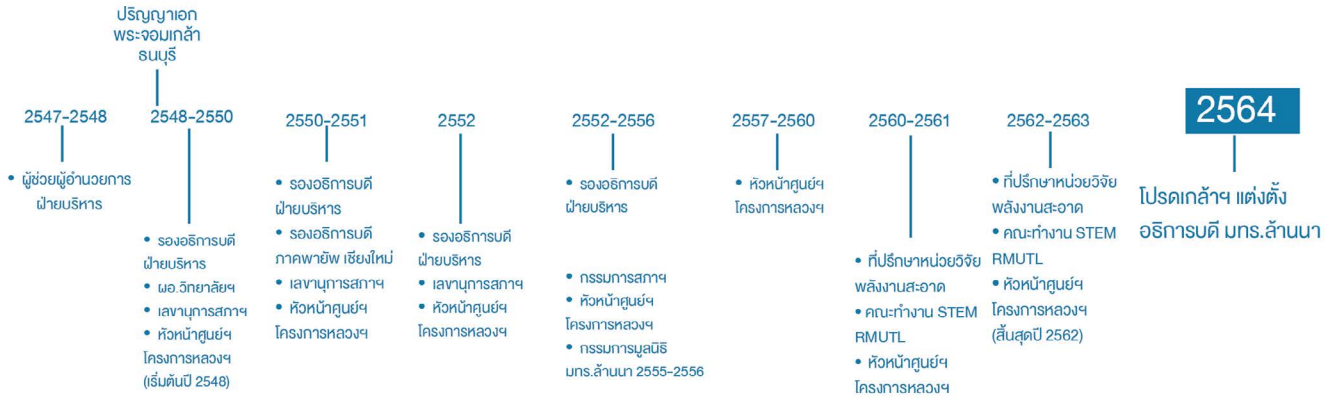 ปริญญาเอก
พระจอมเกล้า
ธนบุรี
2547-2548
• ผู้ช่วยผู้อำนวยการ
ฝ่ายบริหาร
2548-2550
• รองอธิการบดี
ฝ่ายบริหาร
• ผอ.วิทยาลัยฯ
• เลขานุการสภาฯ
• หัวหน้าศูนย์ฯ
โครงการหลวงฯ
(เริ่มต้นปี 2548)
2550-2551
• รองอธิการบดี
ฝ่ายบริหาร
• รองอธิการบดี
ภาคพายัพ เชียงใหม่
• เลขานุการสภาฯ
• หัวหน้าศูนย์ฯ
โครงการหลวงฯ
2552
• รองอธิการบดี
ฝ่ายบริหาร
• เลขานุการสภาฯ
• หัวหน้าศูนย์ฯ
โครงการหลวงฯ
2552-2556
• รองอธิการบดี
ฝ่ายบริหาร
• กรรมการสภาฯ
• หัวหน้าศูนย์ฯ
โครงการหลวงฯ
• กรรมการมูลนิธิ
มทร.ล้านนา 2555-2556
2557-2560
• หัวหน้าศูนย์ฯ
โครงการหลวงฯ
2560-2561
• ที่ปรึกษาหน่วยวิจัย
พลังงานสะอาด
• คณะทำงาน STEM
RMUTL
• หัวหน้าศูนย์ฯ
โครงการหลวงฯ
2562-2563
• ที่ปรึกษาหน่วยวิจัย
พลังงานสะอาด
• คณะทำงาน STEM
RMUTL
• หัวหน้าศูนย์ฯ
โครงการหลวงฯ
(สิ้นสุดปี 2562)
2564
โปรดเกล้าฯ แต่งตั้ง
อธิการบดี มทร.ล้านนา